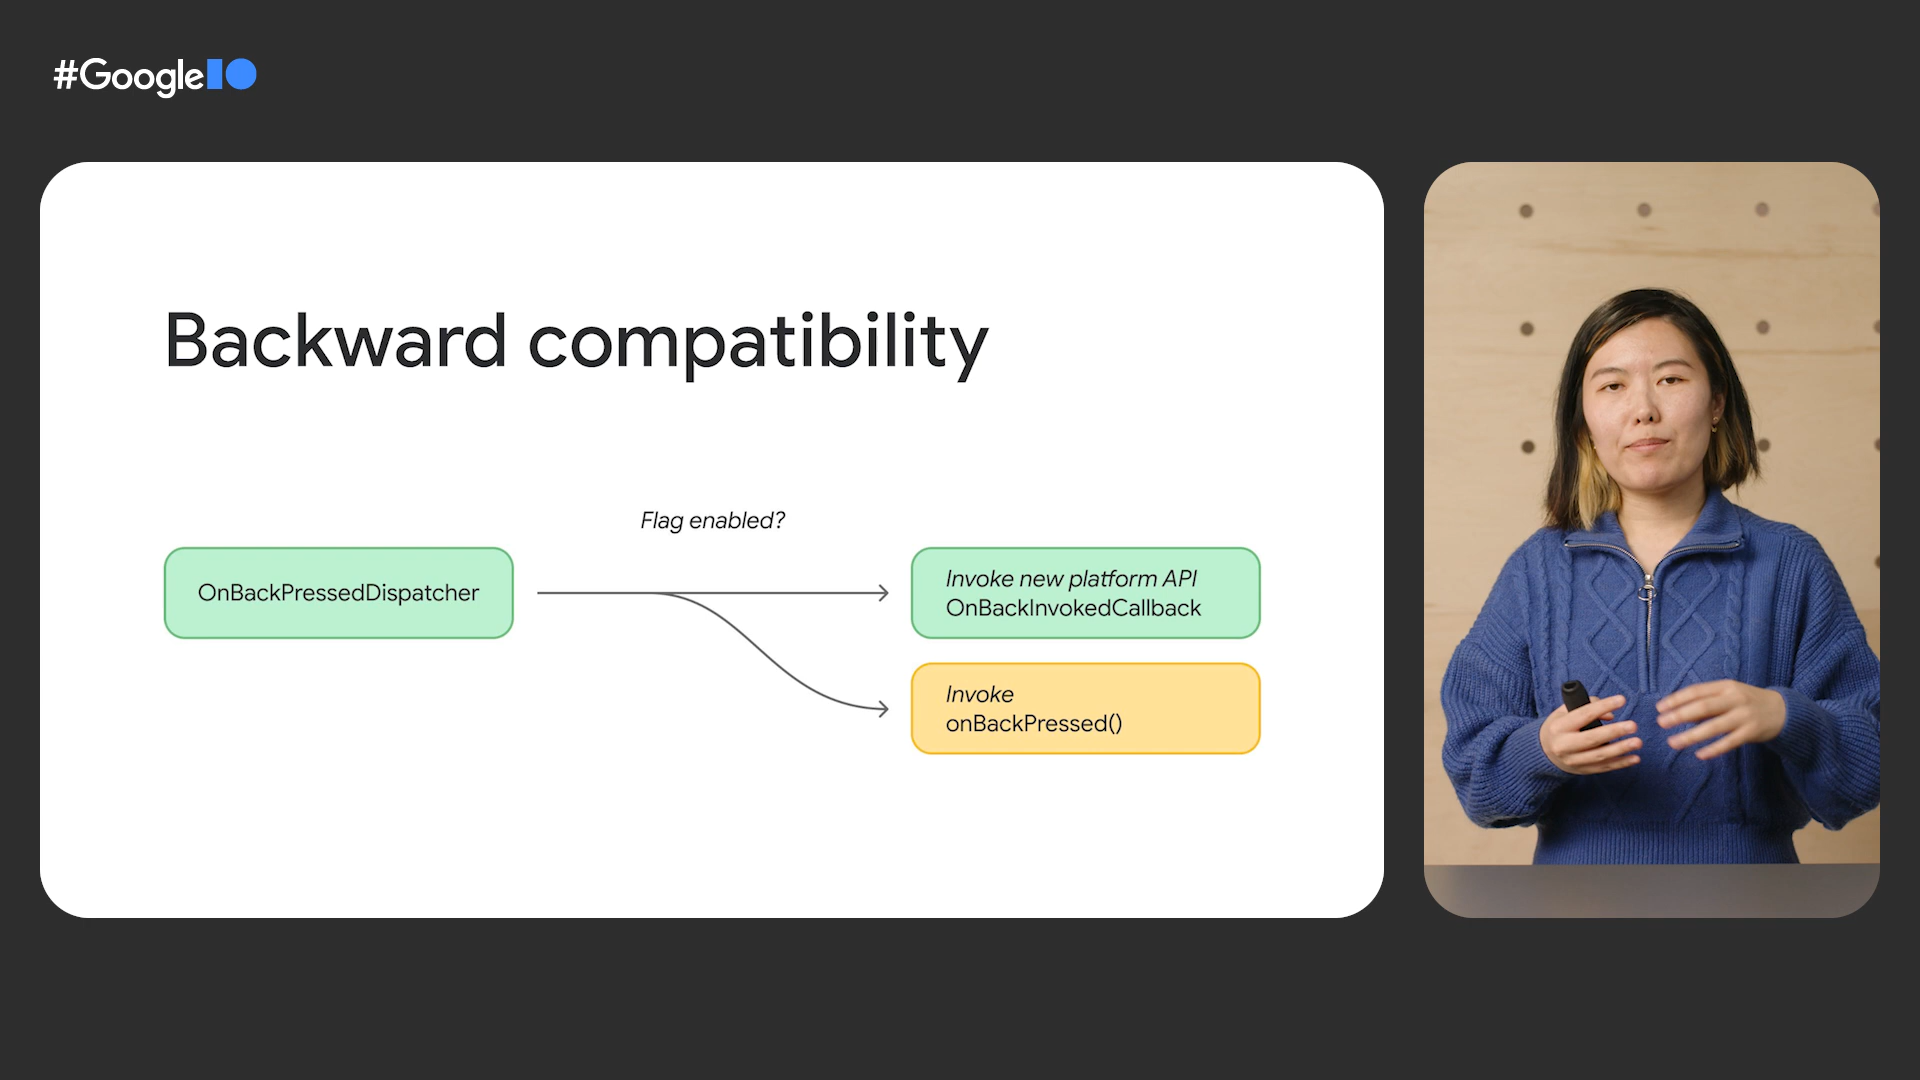 #GoogleIO
Backward compatibility
Flag enabled?
OnBackPressedDispatcher
Invoke new platform API
OnBackInvokedCallback
Invoke
onBackPressed()